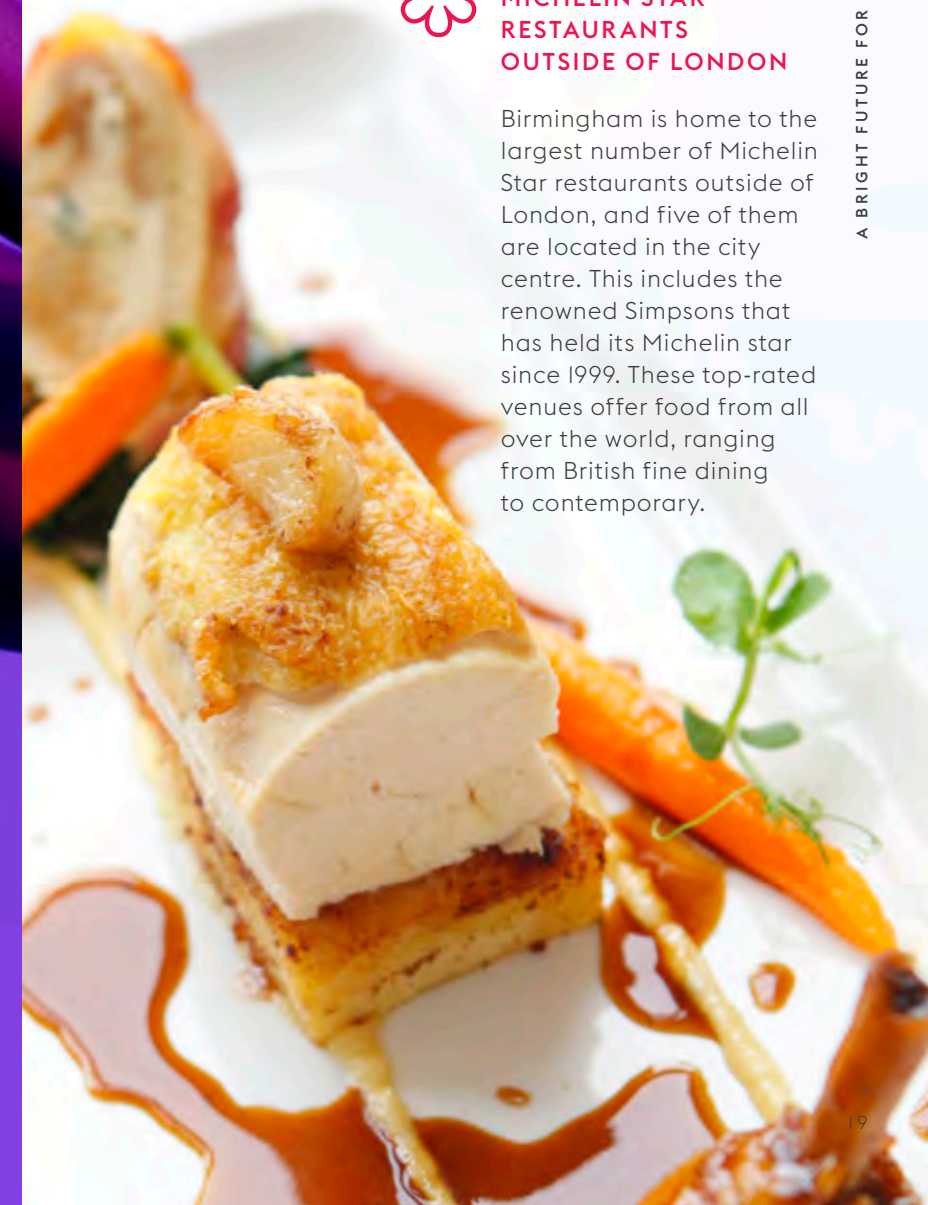 MICHELIN STAR
RESTAURANTS
OUTSIDE OF LONDON
Birmingham is home to the
largest number of Michelin
Star restaurants outside of
London, and five of them
are located in the city
centre. This includes the
renowned Simpsons that
has held its Michelin star
since 1999. These top-rated
venues offer food from all
over the world, ranging
from British fine dining
to contemporary.
A BRIGHT FUTURE FOR
19